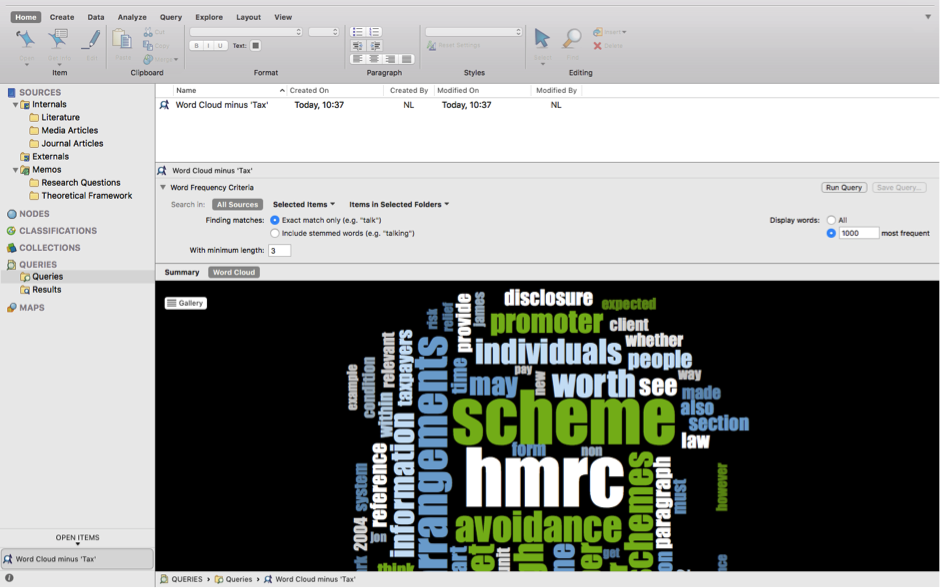 Home Create Data Analyze Query Explore Layout View
Cut
Copy
Merge
B I U Text:
Reset Settings
Insert
Delete
Item Clipboard Format Paragraph Styles Editing
SOURCES
Internals
Literature
Media Articles
Journal Articles
Externals
Memos
Research Questions
Theoretical Framework
NODES
CLASSIFICATIONS
COLLECTIONS
QUERIES
Queries
Results
MAPS
OPEN ITEMS
Word Cloud minus 'Tax'
Name Created On Created By Modified On Modified By
Word Cloud minus 'Tax' Today, 10:37 NL Today, 10:37 NL
Word Cloud minus 'Tax'
Word Frequency Criteria Run Query Save Query...
Search in: All Sources Selected Items Items in Selected Folders
Finding matches: Exact match only (e.g. "talk") Display words: All
Include stemmed words (e.g. "talking") 1000 most frequent
With minimum length: 3
Summary Word Cloud
Gallery
disclosure
expected
provide
james
relief
risk
promoter
client
whether
individuals
people
way
relevant
taxpayers
rrangements
time
may
pay
new
worth
see
made
also
section
example
condition
within
information
scheme
law
form
non
hmrc
reference
system
schemes
paragraph
must
however
2004
jon
avoidance
get
think
QUERIES › Queries › Word Cloud minus 'Tax'